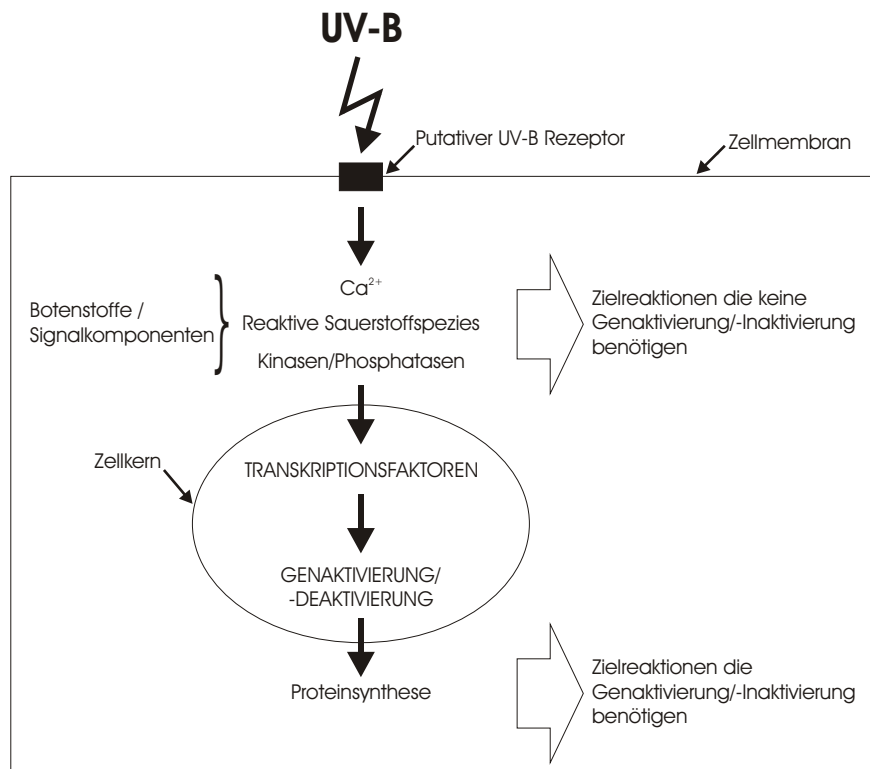 UV-B
Putativer UV-B Rezeptor
Zellmembran
Ca²⁺
Reaktive Sauerstoffspezies
Kinasen/Phosphatasen
Botenstoffe /
Signalkomponenten
Zielreaktionen die keine
Genaktivierung/-Inaktivierung
benötigen
Zellkern
TRANSKRIPTIONSFAKTOREN
GENAKTIVIERUNG/
-DEAKTIVIERUNG
Proteinsynthese
Zielreaktionen die
Genaktivierung/-Inaktivierung
benötigen